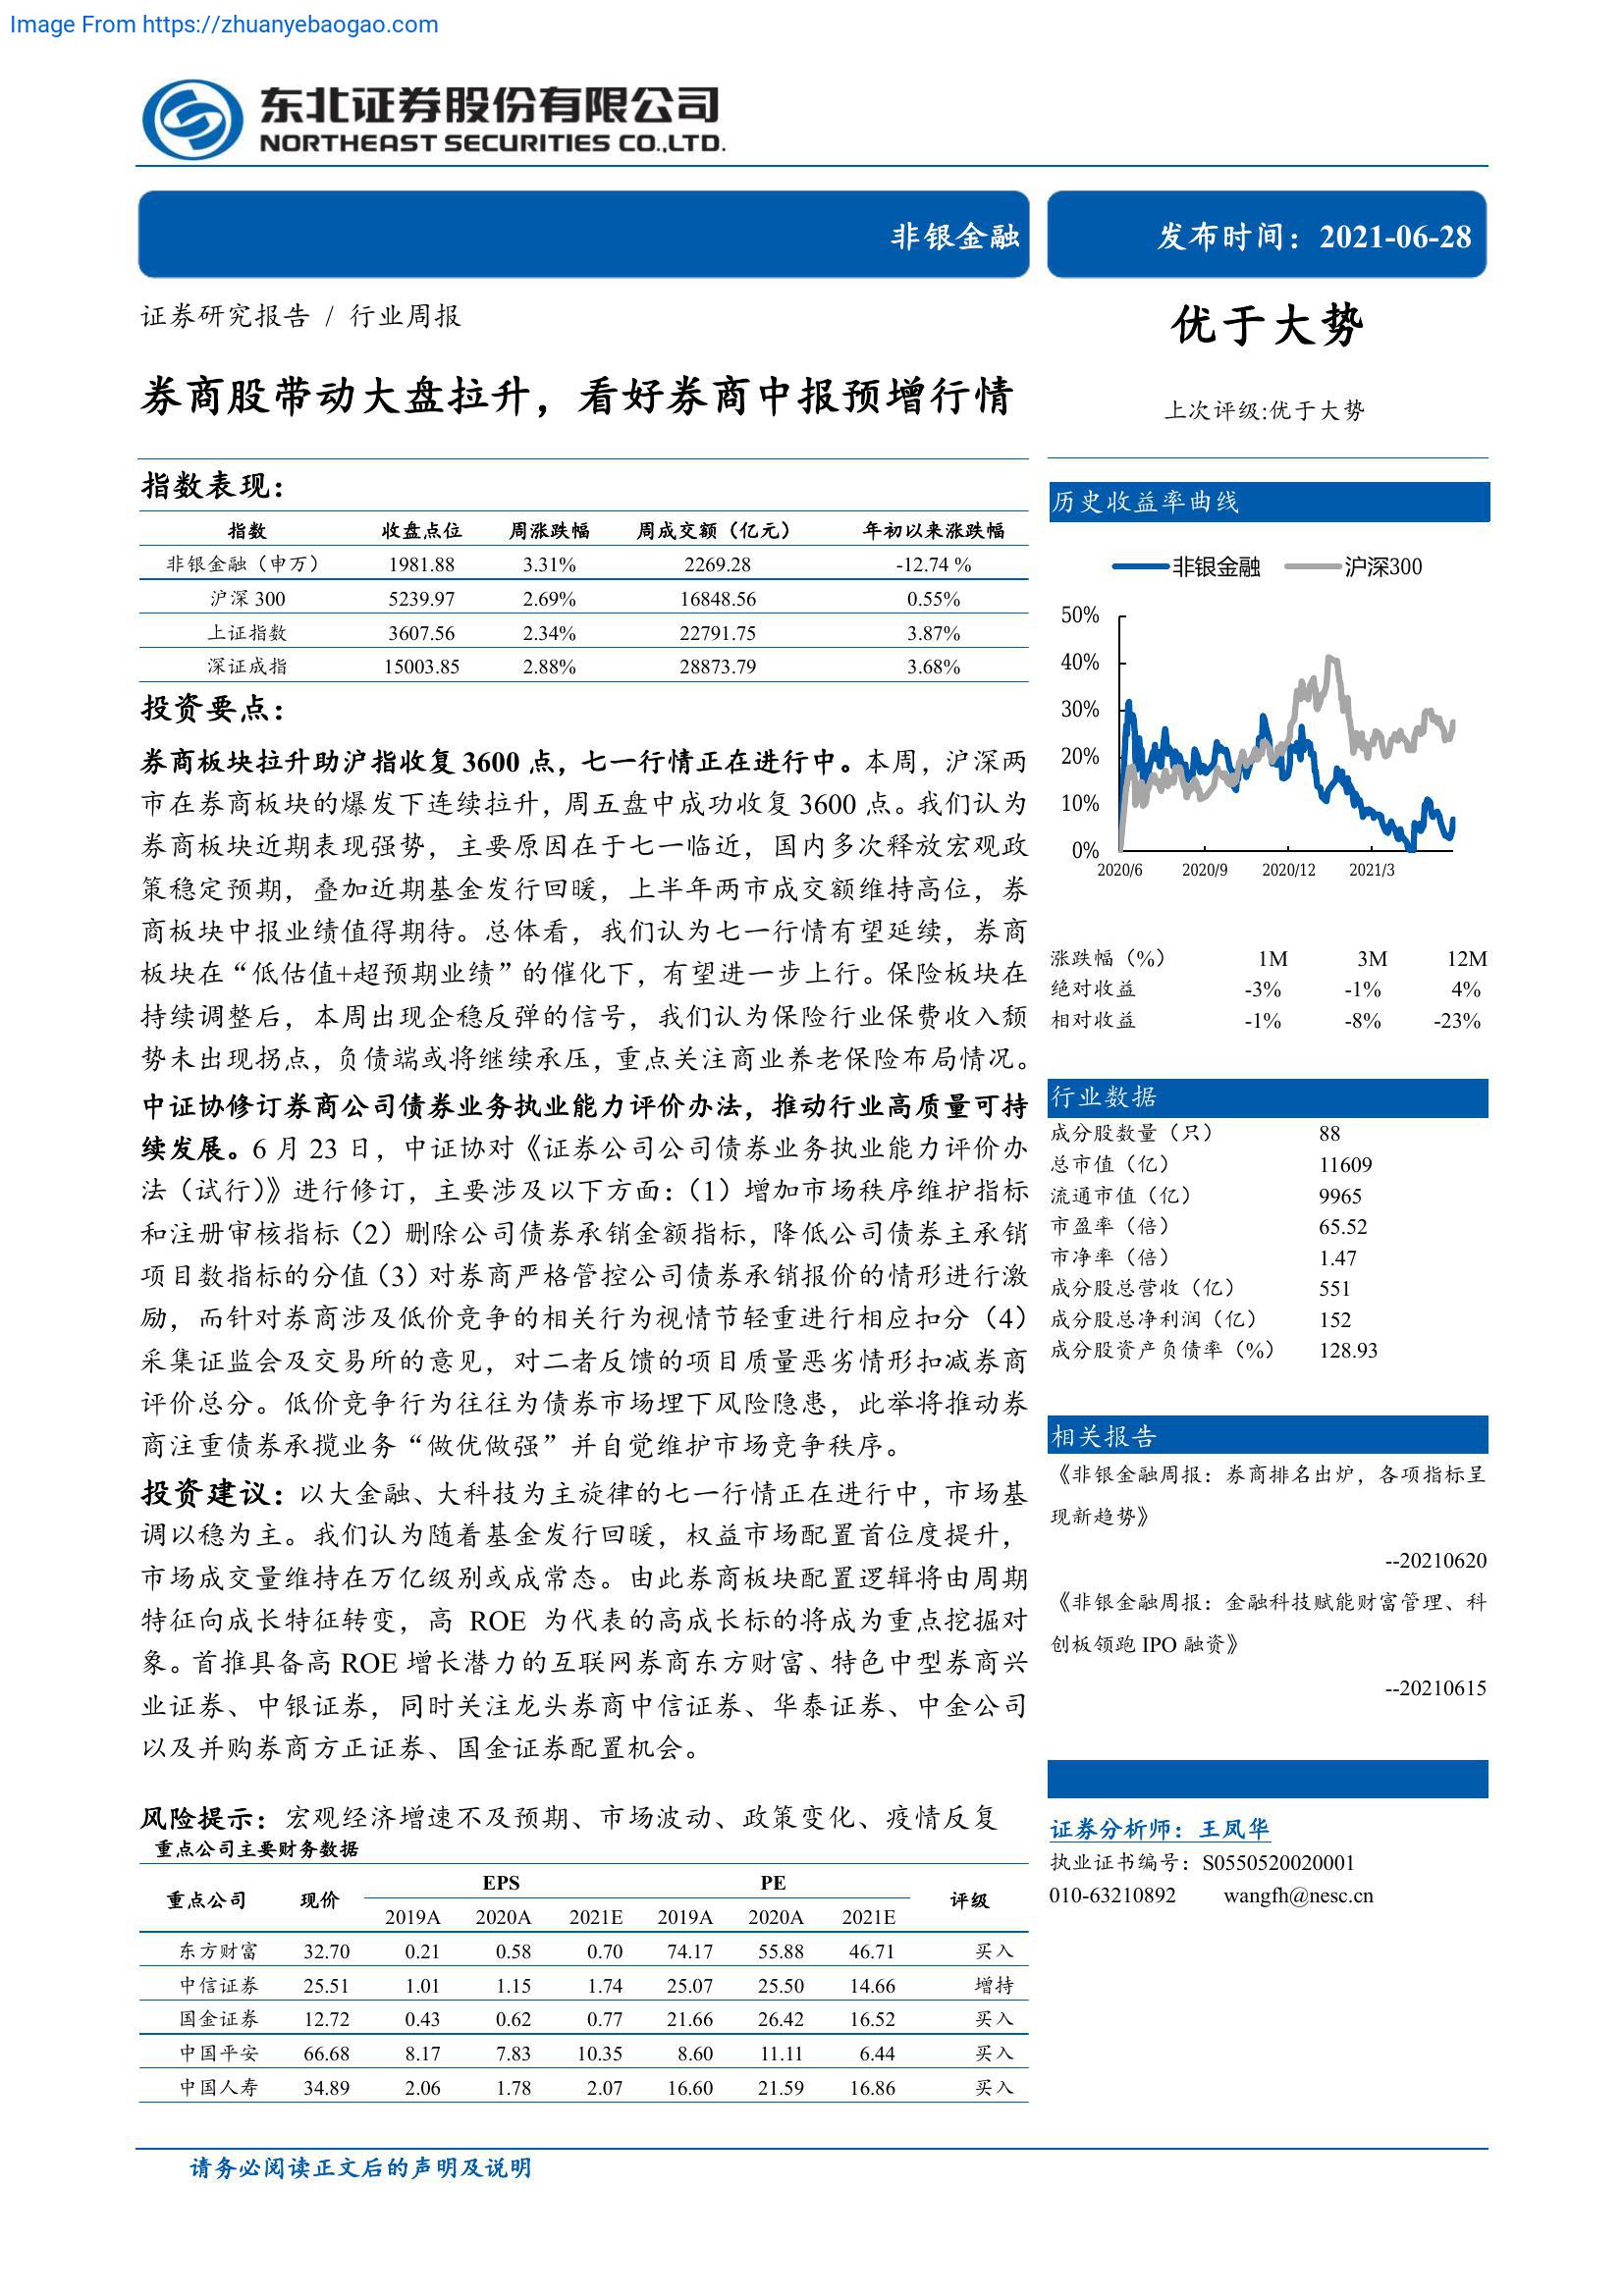 Image From https://zhuanyebaogao.com
东北证券股份有限公司
NORTHEAST SECURITIES CO.,LTD.
非银金融
发布时间：2021-06-28
证券研究报告 / 行业周报
优于大势
券商股带动大盘拉升，看好券商中报预增行情
上次评级:优于大势
指数表现：
指数 收盘点位 周涨跌幅 周成交额（亿元） 年初以来涨跌幅
非银金融（申万） 1981.88 3.31% 2269.28 -12.74 %
沪深 300 5239.97 2.69% 16848.56 0.55%
上证指数 3607.56 2.34% 22791.75 3.87%
深证成指 15003.85 2.88% 28873.79 3.68%
投资要点：
券商板块拉升助沪指收复 3600 点，七一行情正在进行中。本周，沪深两
市在券商板块的爆发下连续拉升，周五盘中成功收复 3600 点。我们认为
券商板块近期表现强势，主要原因在于七一临近，国内多次释放宏观政
策稳定预期，叠加近期基金发行回暖，上半年两市成交额维持高位，券
商板块中报业绩值得期待。总体看，我们认为七一行情有望延续，券商
板块在“低估值+超预期业绩”的催化下，有望进一步上行。保险板块在
持续调整后，本周出现企稳反弹的信号，我们认为保险行业保费收入颓
势未出现拐点，负债端或将继续承压，重点关注商业养老保险布局情况。
中证协修订券商公司债券业务执业能力评价办法，推动行业高质量可持
续发展。6 月 23 日，中证协对《证券公司公司债券业务执业能力评价办
法（试行）》进行修订，主要涉及以下方面：（1）增加市场秩序维护指标
和注册审核指标（2）删除公司债券承销金额指标，降低公司债券主承销
项目数指标的分值（3）对券商严格管控公司债券承销报价的情形进行激
励，而针对券商涉及低价竞争的相关行为视情节轻重进行相应扣分（4）
采集证监会及交易所的意见，对二者反馈的项目质量恶劣情形扣减券商
评价总分。低价竞争行为往往为债券市场埋下风险隐患，此举将推动券
商注重债券承揽业务“做优做强”并自觉维护市场竞争秩序。
投资建议：以大金融、大科技为主旋律的七一行情正在进行中，市场基
调以稳为主。我们认为随着基金发行回暖，权益市场配置首位度提升，
市场成交量维持在万亿级别或成常态。由此券商板块配置逻辑将由周期
特征向成长特征转变，高 ROE 为代表的高成长标的将成为重点挖掘对
象。首推具备高 ROE 增长潜力的互联网券商东方财富、特色中型券商兴
业证券、中银证券，同时关注龙头券商中信证券、华泰证券、中金公司
以及并购券商方正证券、国金证券配置机会。
风险提示：宏观经济增速不及预期、市场波动、政策变化、疫情反复
重点公司主要财务数据
重点公司 现价 EPS PE 评级
2019A 2020A 2021E 2019A 2020A 2021E
东方财富 32.70 0.21 0.58 0.70 74.17 55.88 46.71 买入
中信证券 25.51 1.01 1.15 1.74 25.07 25.50 14.66 增持
国金证券 12.72 0.43 0.62 0.77 21.66 26.42 16.52 买入
中国平安 66.68 8.17 7.83 10.35 8.60 11.11 6.44 买入
中国人寿 34.89 2.06 1.78 2.07 16.60 21.59 16.86 买入
历史收益率曲线
非银金融 沪深300
50%
40%
30%
20%
10%
0%
2020/6 2020/9 2020/12 2021/3
涨跌幅（%） 1M 3M 12M
绝对收益 -3% -1% 4%
相对收益 -1% -8% -23%
行业数据
成分股数量（只） 88
总市值（亿） 11609
流通市值（亿） 9965
市盈率（倍） 65.52
市净率（倍） 1.47
成分股总营收（亿） 551
成分股总净利润（亿） 152
成分股资产负债率（%） 128.93
相关报告
《非银金融周报：券商排名出炉，各项指标呈
现新趋势》
--20210620
《非银金融周报：金融科技赋能财富管理、科
创板领跑 IPO 融资》
--20210615
证券分析师：王凤华
执业证书编号：S0550520020001
010-63210892 wangfh@nesc.cn
请务必阅读正文后的声明及说明